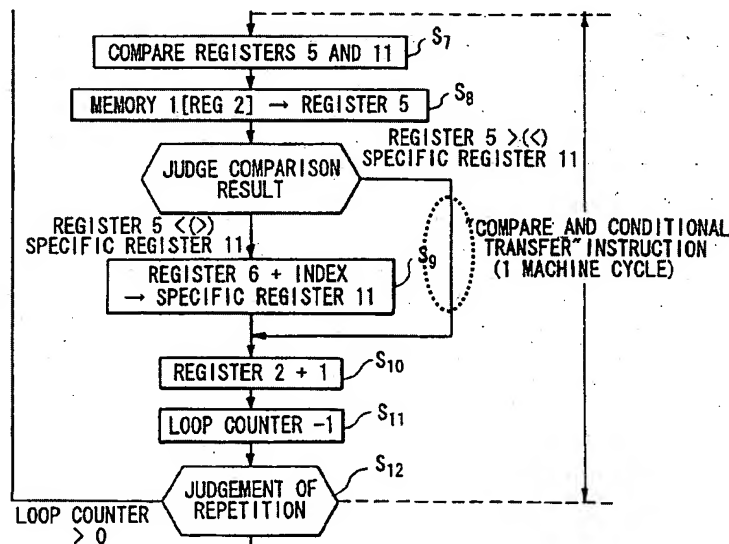 COMPARE REGISTERS 5 AND 11
S7
MEMORY 1[REG 2] → REGISTER 5
S8
REGISTER 5 >(<)
SPECIFIC REGISTER 11
JUDGE COMPARISON
RESULT
REGISTER 5 <(>)
SPECIFIC REGISTER 11
"COMPARE AND CONDITIONAL
TRANSFER" INSTRUCTION
(1 MACHINE CYCLE)
S9
REGISTER 6 + INDEX
→ SPECIFIC REGISTER 11
REGISTER 2 + 1
S10
LOOP COUNTER -1
S11
JUDGEMENT OF
REPETITION
S12
LOOP COUNTER
> 0